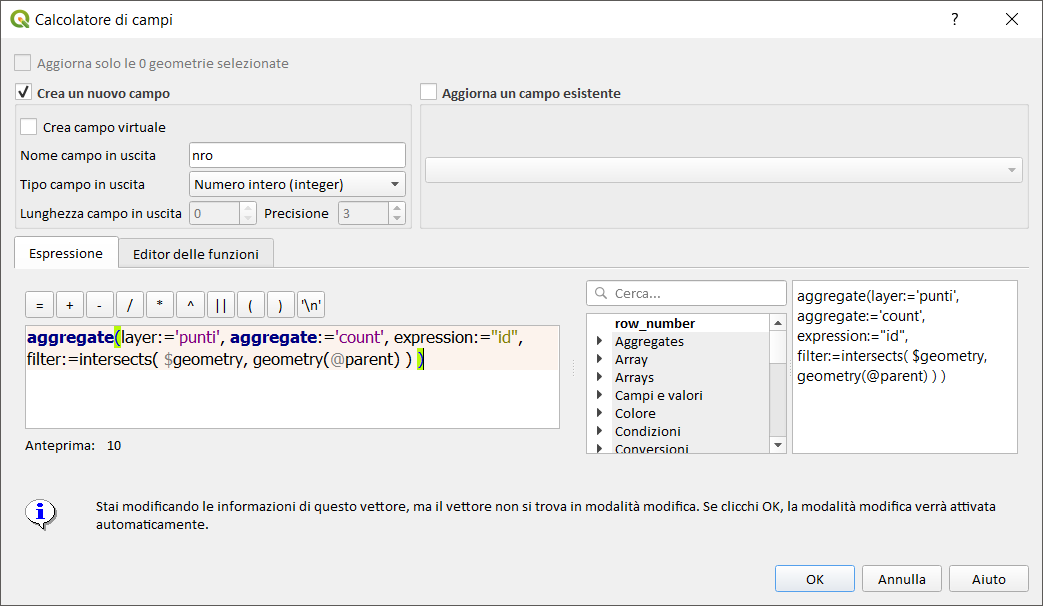 Calcolatore di campi
?
Aggiorna solo le 0 geometrie selezionate
Crea un nuovo campo
Aggiorna un campo esistente
Crea campo virtuale
Nome campo in uscita nro
Tipo campo in uscita Numero intero (integer)
Lunghezza campo in uscita 0 Precisione 3
Espressione Editor delle funzioni
= + - / * ^ || ( ) '\n'
aggregate(layer:='punti', aggregate:='count', expression:="id",
filter:=intersects( $geometry, geometry(@parent) ) )
Anteprima: 10
Cerca...
row_number
Aggregates
Array
Arrays
Campi e valori
Colore
Condizioni
Conversioni
aggregate(layer:='punti',
aggregate:='count',
expression:="id",
filter:=intersects( $geometry,
geometry(@parent) ) )
Stai modificando le informazioni di questo vettore, ma il vettore non si trova in modalità modifica. Se clicchi OK, la modalità modifica verrà attivata
automaticamente.
OK Annulla Aiuto